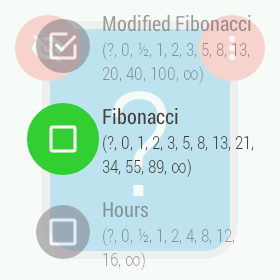 Modified Fibonacci
(?, 0, ½, 1, 2, 3, 5, 8, 13,
20, 40, 100, ∞)
Fibonacci
(?, 0, 1, 2, 3, 5, 8, 13, 21,
34, 55, 89, ∞)
?
Hours
(?, 0, ½, 1, 2, 4, 8, 12,
16, ∞)